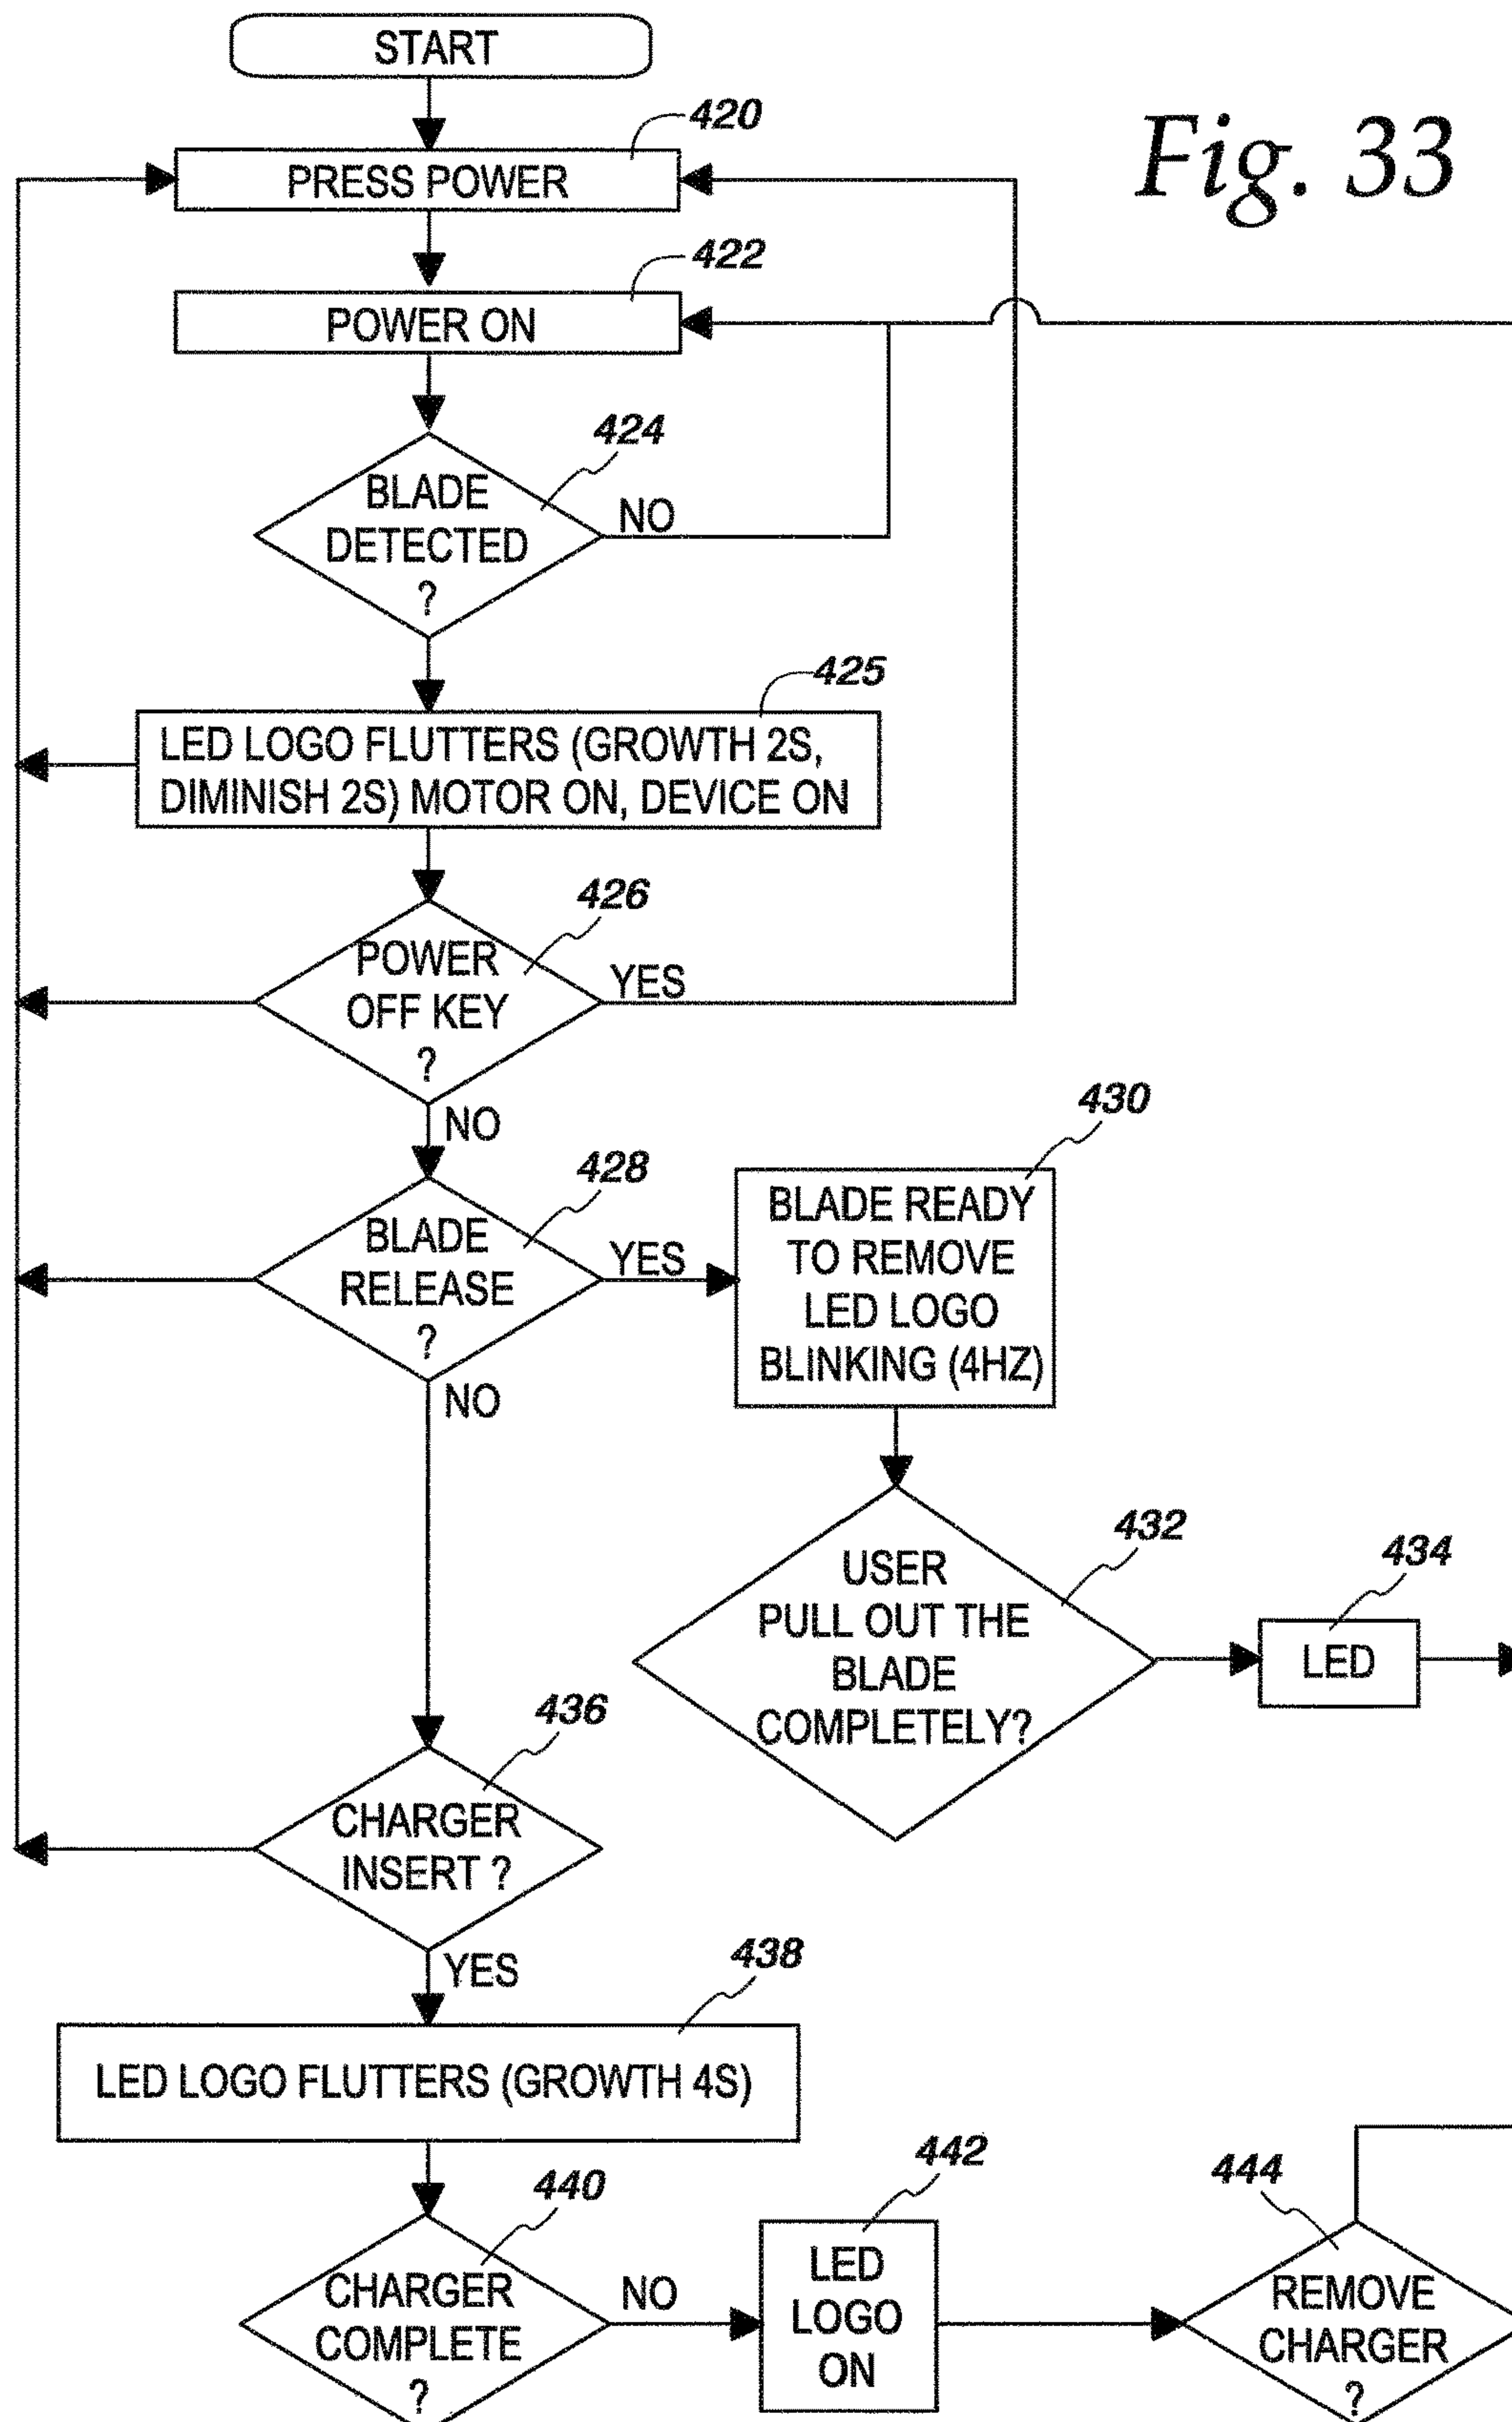 START
Fig. 33
420
PRESS POWER
422
POWER ON
424
BLADE
DETECTED
?
NO
425
LED LOGO FLUTTERS (GROWTH 2S,
DIMINISH 2S) MOTOR ON, DEVICE ON
426
POWER
OFF KEY
?
YES
NO
428
BLADE
RELEASE
?
YES
NO
430
BLADE READY
TO REMOVE
LED LOGO
BLINKING (4HZ)
432
USER
PULL OUT THE
BLADE
COMPLETELY?
434
LED
436
CHARGER
INSERT ?
YES
438
LED LOGO FLUTTERS (GROWTH 4S)
440
CHARGER
COMPLETE
?
NO
442
LED
LOGO
ON
444
REMOVE
CHARGER
?